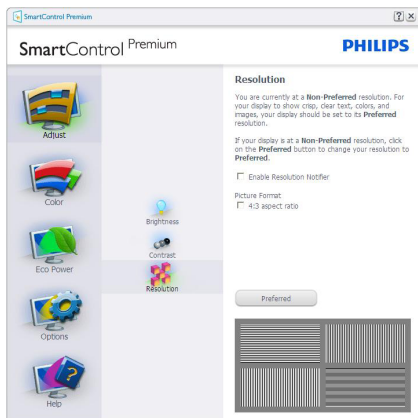 SmartControl Premium
SmartControl Premium
PHILIPS
Adjust
Color
Eco Power
Options
Help
Brightness
Contrast
Resolution
Resolution
You are currently at a Non-Preferred resolution. For
your display to show crisp, clear text, colors, and
images, your display should be set to its Preferred
resolution.
If your display is at a Non-Preferred resolution, click
on the Preferred button to change your resolution to
Preferred.
Enable Resolution Notifier
Picture Format
4:3 aspect ratio
Preferred